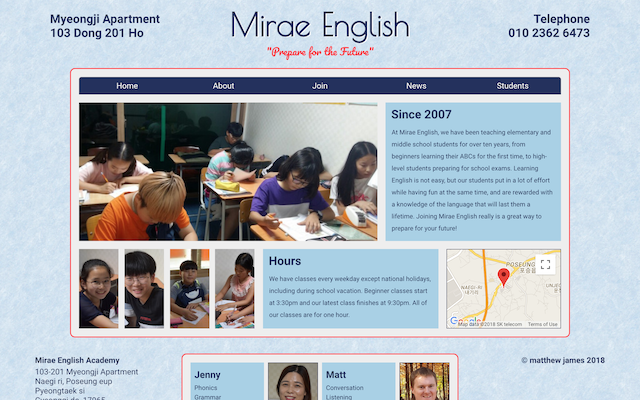 Myeongji Apartment
103 Dong 201 Ho
Mirae English
"Prepare for the Future"
Telephone
010 2362 6473
Home About Join News Students
Since 2007
At Mirae English, we have been teaching elementary and
middle school students for over ten years, from
beginners learning their ABCs for the first time, to high-
level students preparing for school exams. Learning
English is not easy, but our students put in a lot of effort
while having fun at the same time, and are rewarded with
a knowledge of the language that will last them a
lifetime. Joining Mirae English really is a great way to
prepare for your future!
Hours
We have classes every weekday except national holidays,
including during school vacation. Beginner classes start
at 3:30pm and our latest class finishes at 9:30pm. All of
our classes are for one hour.
POSEUNG
포승읍
NAEGI-RI
내기리
Google
Map data ©2018 SK telecom Terms of Use
Mirae English Academy
103-201 Myeongji Apartment
Naegi ri, Poseung eup
Pyeongtaek si
Jenny
Phonics
Grammar
Matt
Conversation
Listening
© matthew james 2018